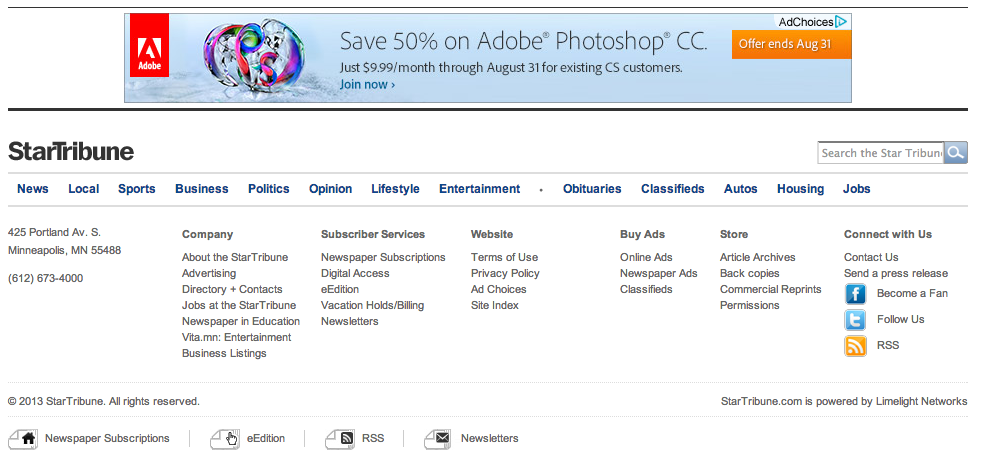 AdChoices
Adobe
Save 50% on Adobe® Photoshop® CC.
Offer ends Aug 31
Just $9.99/month through August 31 for existing CS customers.
Join now ›
StarTribune
Search the Star Tribun
News Local Sports Business Politics Opinion Lifestyle Entertainment • Obituaries Classifieds Autos Housing Jobs
425 Portland Av. S.
Minneapolis, MN 55488
(612) 673-4000
Company
About the StarTribune
Advertising
Directory + Contacts
Jobs at the StarTribune
Newspaper in Education
Vita.mn: Entertainment
Business Listings
Subscriber Services
Newspaper Subscriptions
Digital Access
eEdition
Vacation Holds/Billing
Newsletters
Website
Terms of Use
Privacy Policy
Ad Choices
Site Index
Buy Ads
Online Ads
Newspaper Ads
Classifieds
Store
Article Archives
Back copies
Commercial Reprints
Permissions
Connect with Us
Contact Us
Send a press release
f Become a Fan
t Follow Us
RSS
© 2013 StarTribune. All rights reserved.
StarTribune.com is powered by Limelight Networks
Newspaper Subscriptions eEdition RSS Newsletters